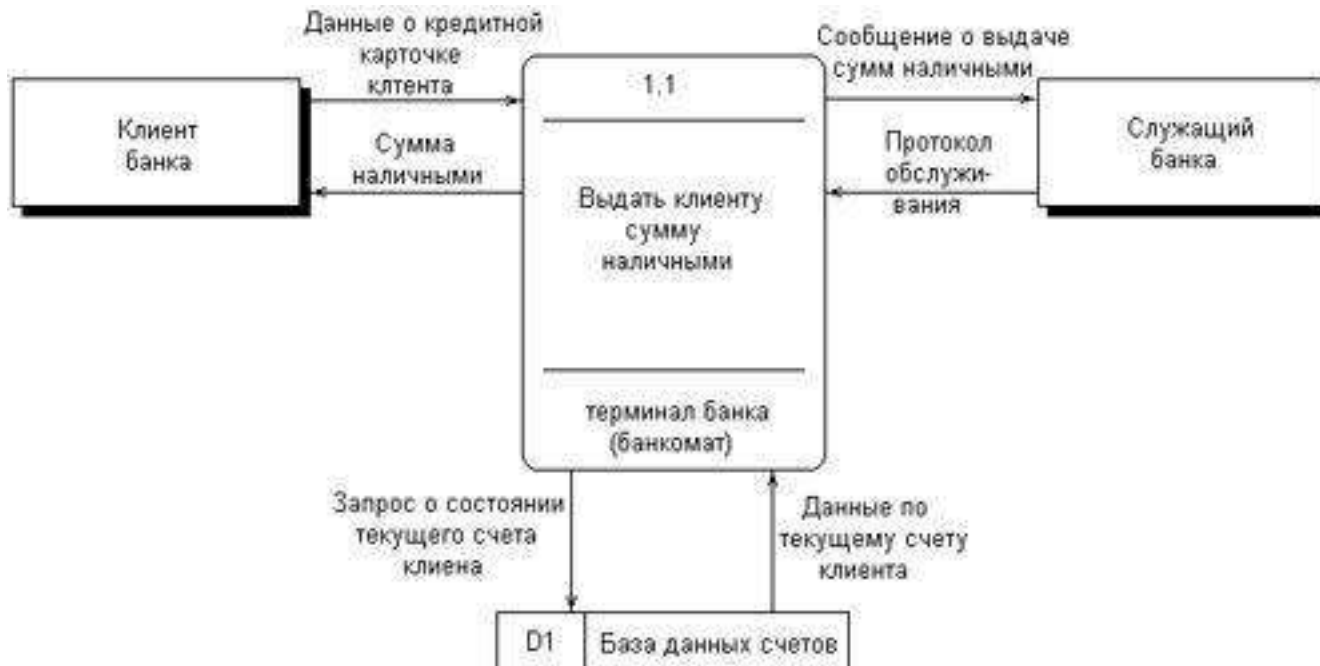 Данные о кредитной
карточке
клтента
Сообщение о выдаче
сумм наличными
1,1
Клиент
банка
Сумма
наличными
Протокол
обслужи-
вания
Служащий
банка
Выдать клиенту
сумму
наличными
терминал банка
(банкомат)
Запрос о состоянии
текущего счета
клиена
Данные по
текущему счету
клиента
D1
База данных счетов